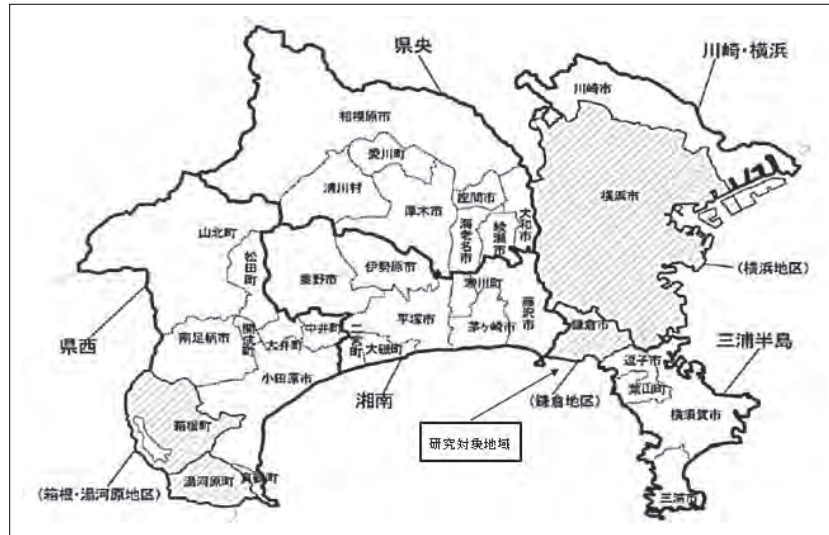 県央
川崎・横浜
川崎市
相模原市
愛川町
横浜市
清川村
座間市
厚木市
大和市
海老名市
綾瀬市
山北町
松田町
伊勢原市
秦野市
(横浜地区)
寒川町
藤沢市
鎌倉市
平塚市
茅ヶ崎市
中井町
大井町
開成町
南足柄市
二宮町
大磯町
逗子市
三浦半島
県西
小田原市
湘南
(鎌倉地区)
葉山町
横須賀市
箱根町
研究対象地域
湯河原町
真鶴町
(箱根・湯河原地区)
三浦市